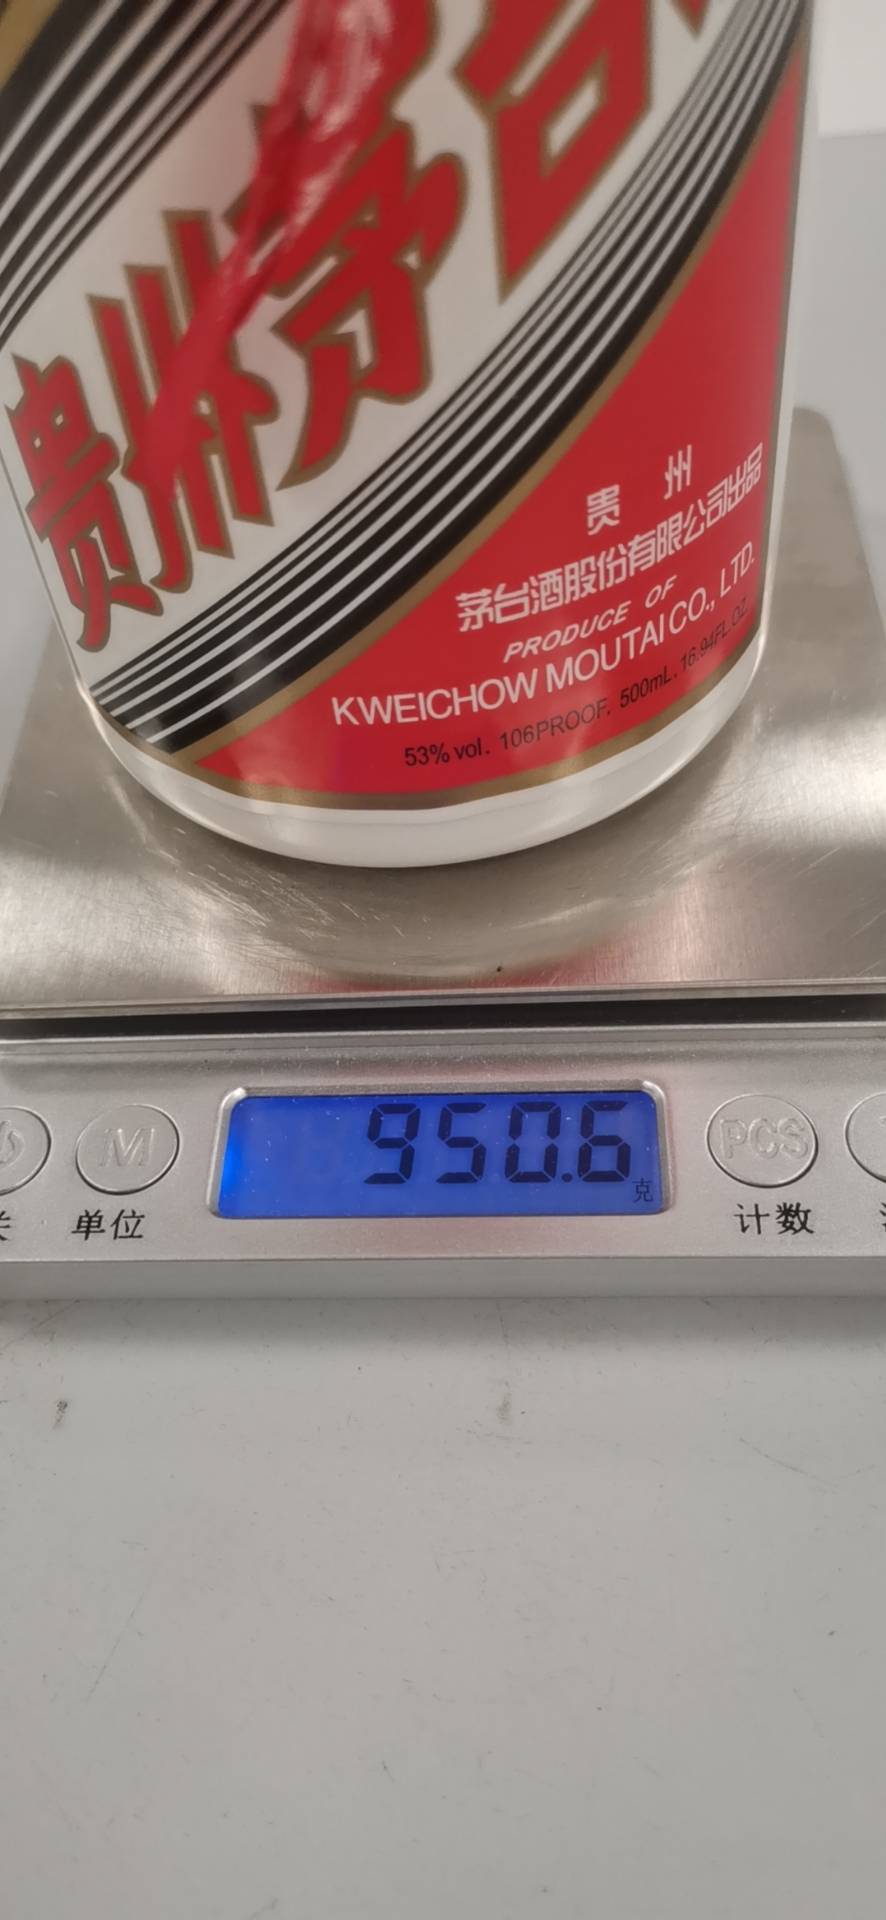 贵州茅台
贵 州
茅台酒股份有限公司出品
PRODUCE OF
KWEICHOW MOUTAI CO., LTD.
53% vol. 106PROOF. 500mL. 16.94FL.OZ.
950.6
克
M
PCS
单位
计数